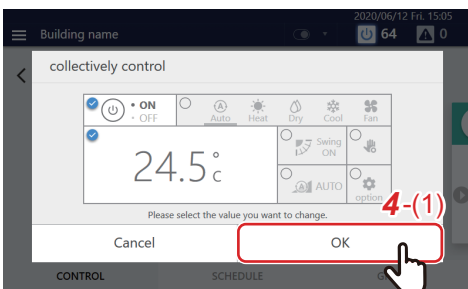 2020/06/12 Fri. 15:05
Building name 64 0
collectively control
• ON
• OFF
A Auto Heat Dry Cool Fan
24.5°c
Swing
ON
A AUTO
option
4-(1)
Please select the value you want to change.
Cancel OK
CONTROL SCHEDULE